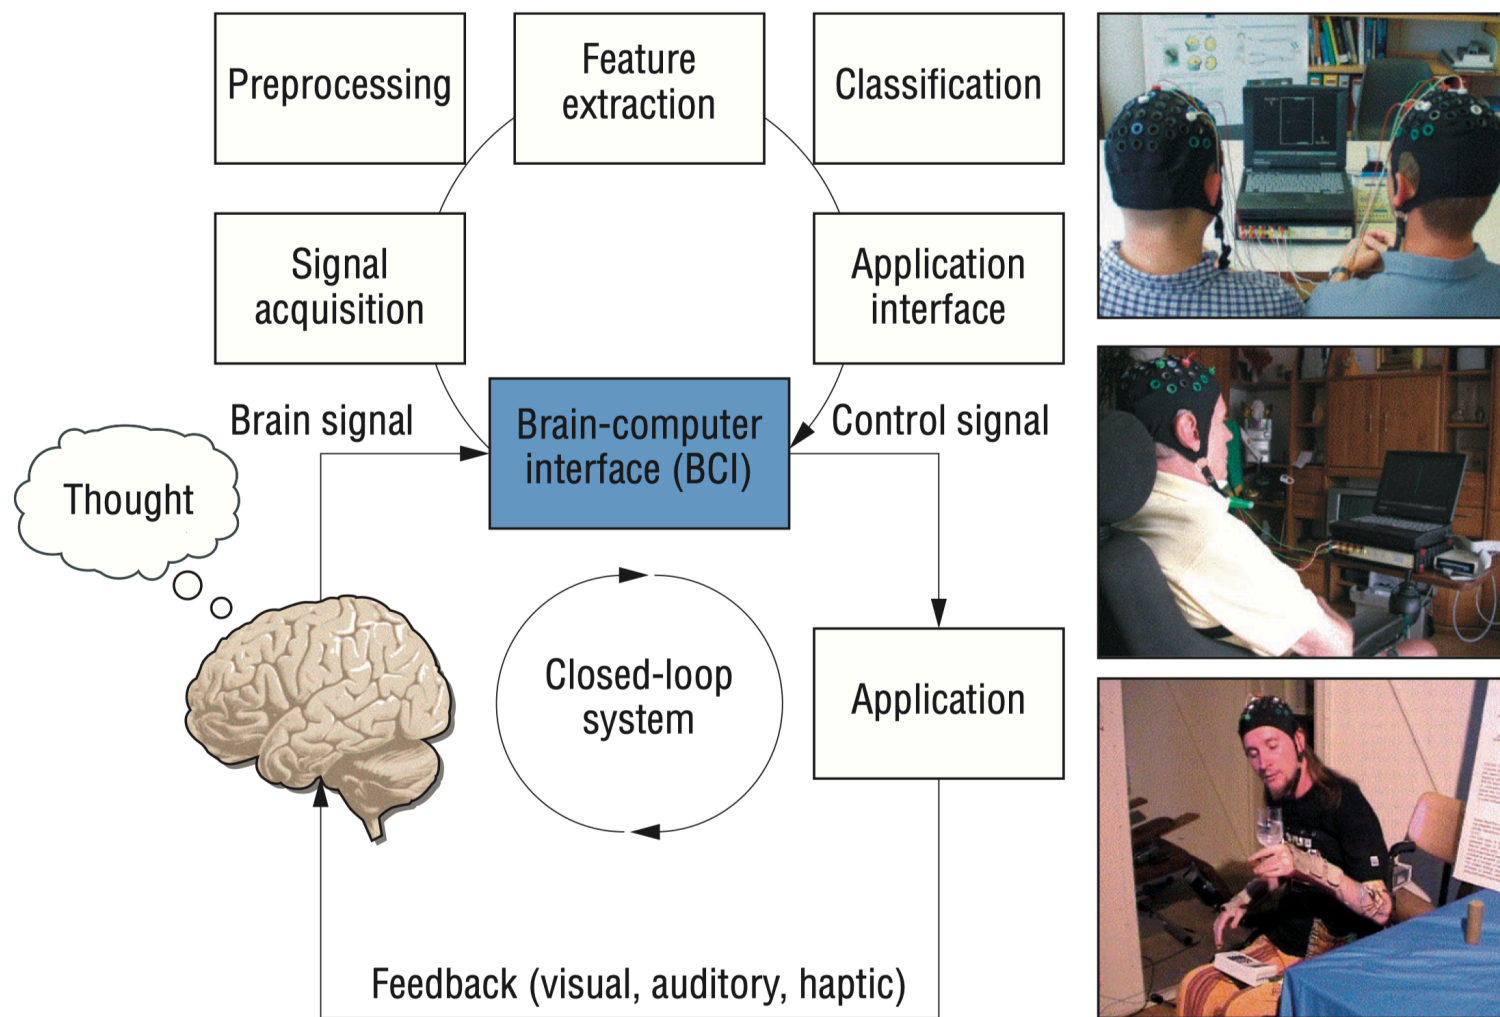 Preprocessing
Feature
extraction
Classification
Signal
acquisition
Application
interface
Brain signal
Brain-computer
interface (BCI)
Control signal
Thought
Closed-loop
system
Application
Feedback (visual, auditory, haptic)